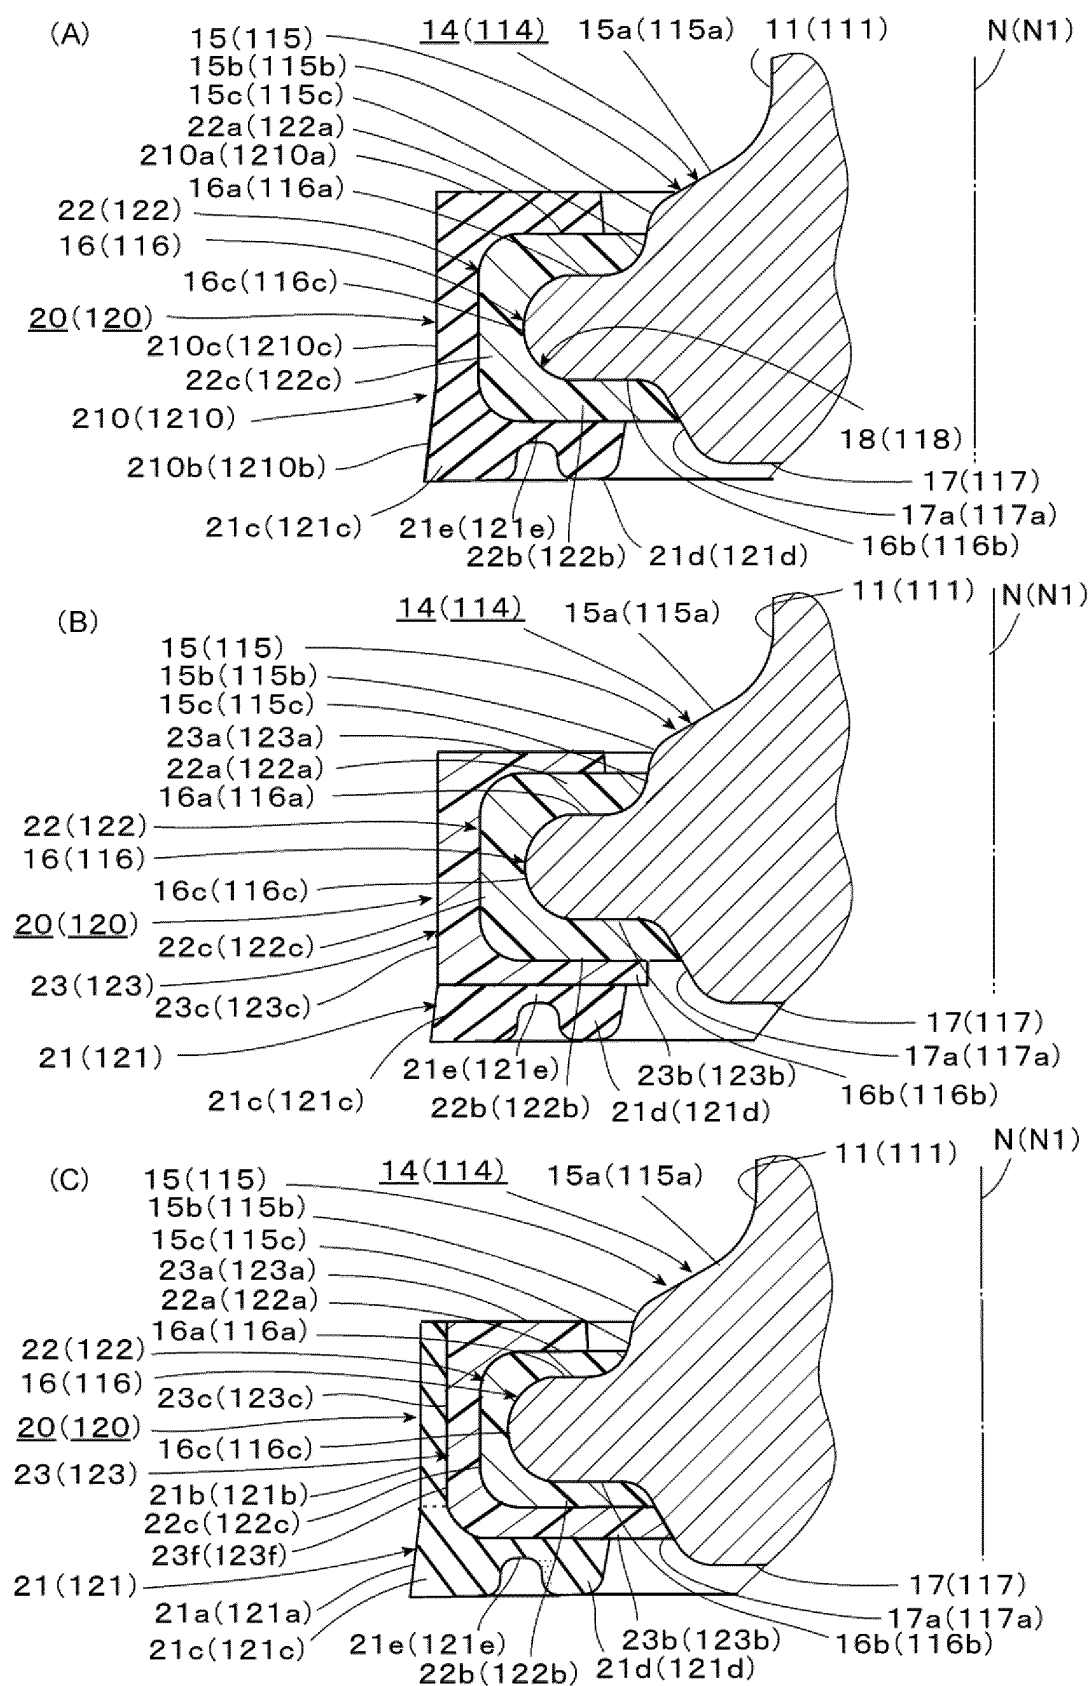 (A)
15(115)
14(114)
15a(115a)
11(111)
N(N1)
15b(115b)
15c(115c)
22a(122a)
210a(1210a)
16a(116a)
22(122)
16(116)
16c(116c)
20(120)
210c(1210c)
22c(122c)
210(1210)
18(118)
210b(1210b)
17(117)
21c(121c)
21e(121e)
17a(117a)
22b(122b)
21d(121d)
16b(116b)
(B)
14(114)
15a(115a)
11(111)
N(N1)
15(115)
15b(115b)
15c(115c)
23a(123a)
22a(122a)
16a(116a)
22(122)
16(116)
16c(116c)
20(120)
22c(122c)
23(123)
23c(123c)
17(117)
21(121)
21e(121e)
17a(117a)
21c(121c)
23b(123b)
22b(122b)
21d(121d)
16b(116b)
(C)
15(115)
14(114)
15a(115a)
11(111)
N(N1)
15b(115b)
15c(115c)
23a(123a)
22a(122a)
16a(116a)
22(122)
16(116)
23c(123c)
20(120)
16c(116c)
23(123)
21b(121b)
22c(122c)
23f(123f)
21(121)
17(117)
21a(121a)
17a(117a)
21c(121c)
21e(121e)
23b(123b)
16b(116b)
22b(122b)
21d(121d)